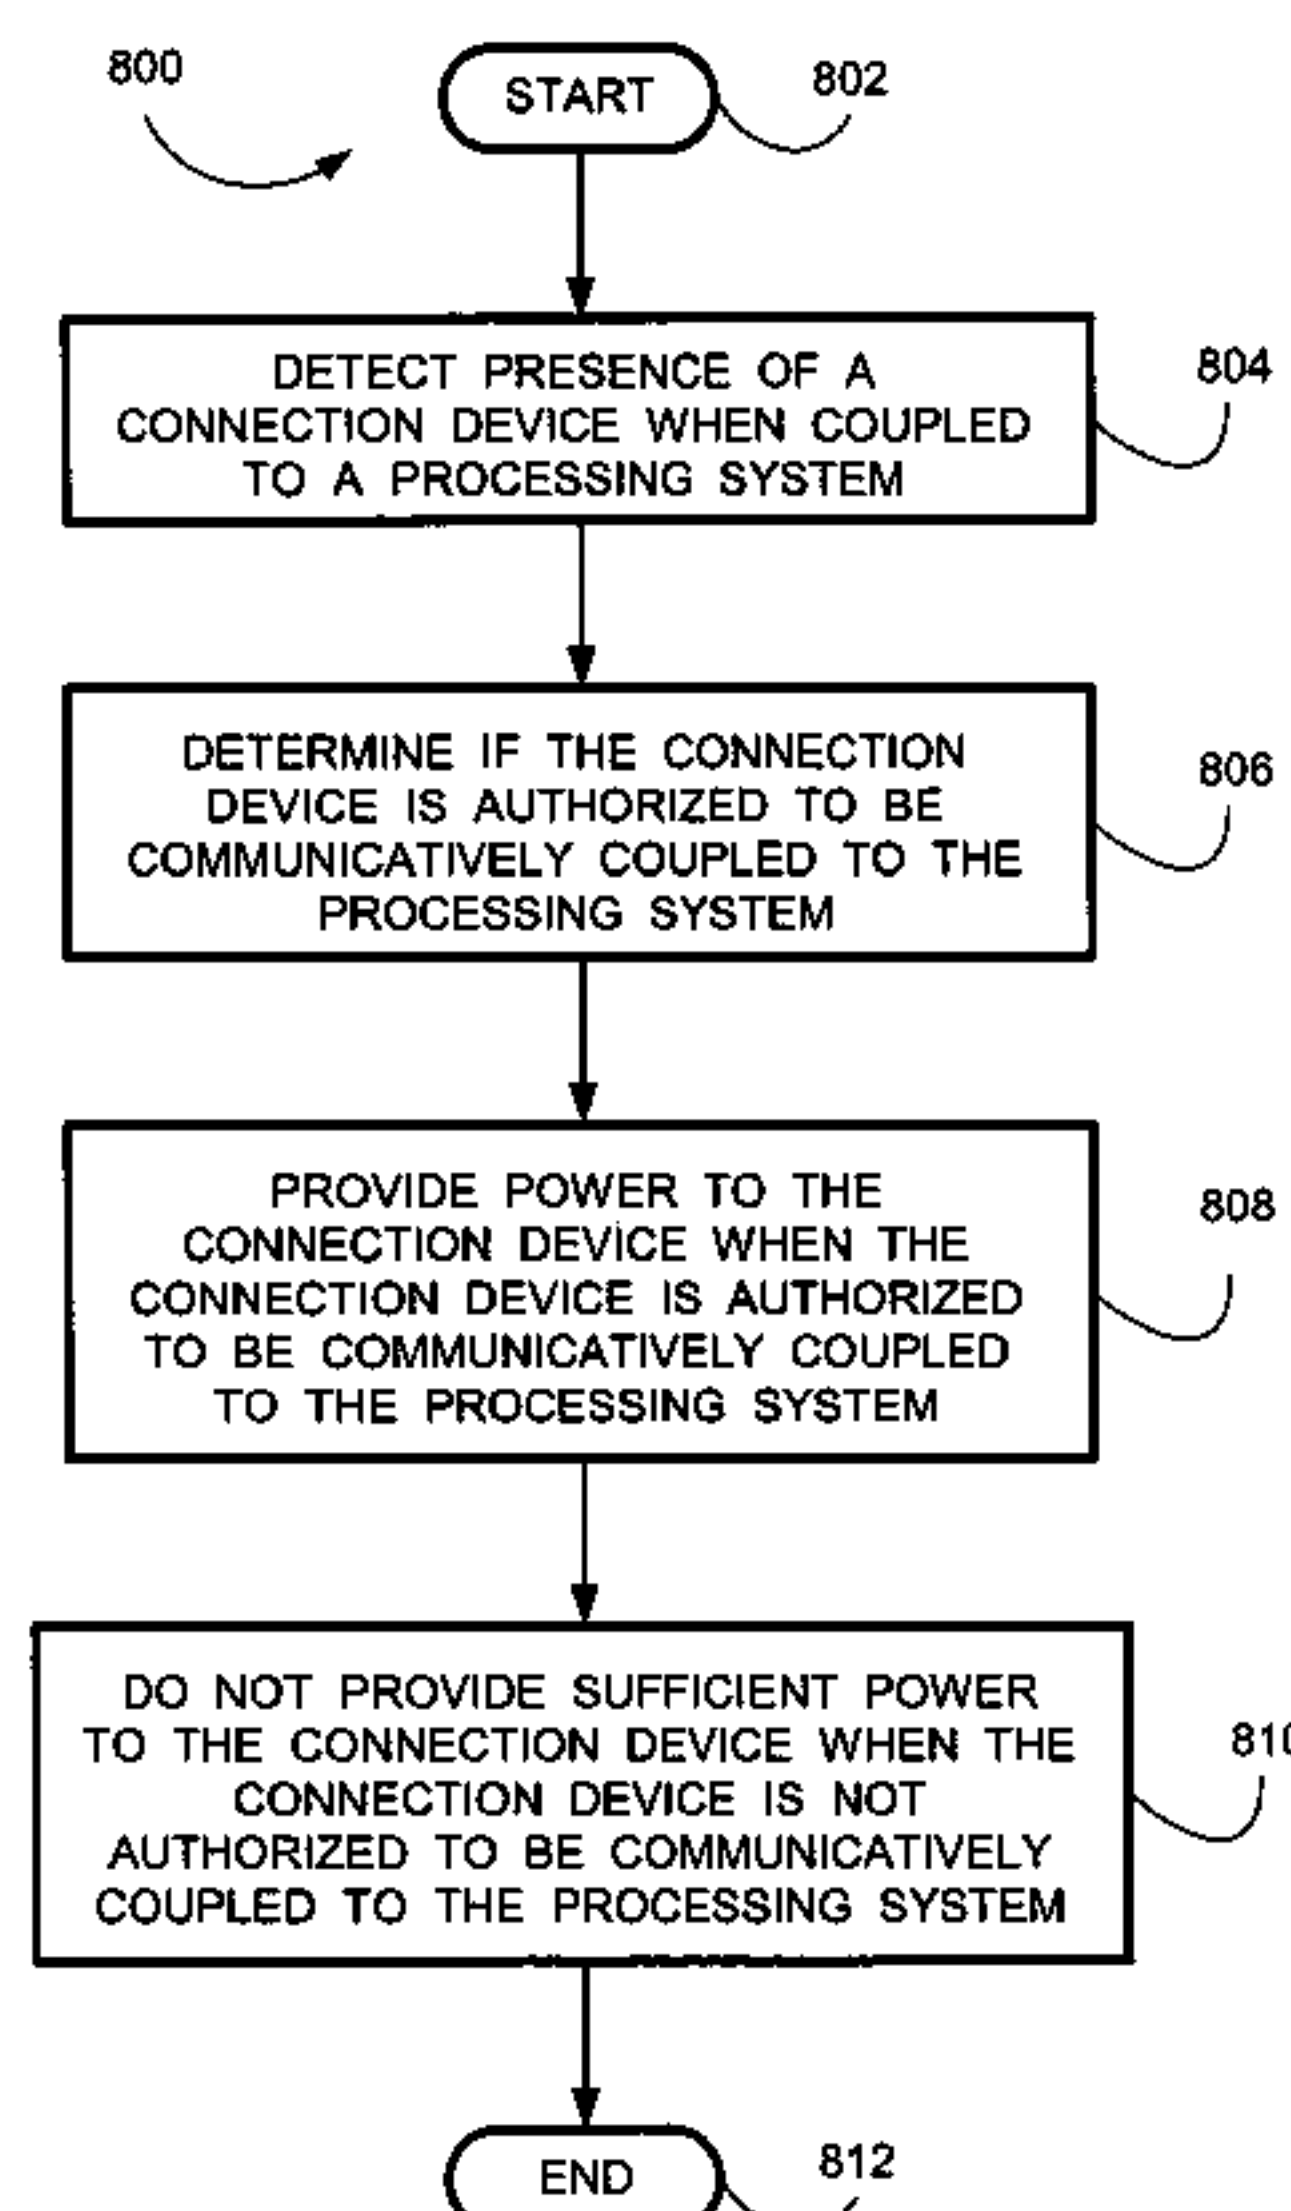 800
START
802
DETECT PRESENCE OF A
CONNECTION DEVICE WHEN COUPLED
TO A PROCESSING SYSTEM
804
DETERMINE IF THE CONNECTION
DEVICE IS AUTHORIZED TO BE
COMMUNICATIVELY COUPLED TO THE
PROCESSING SYSTEM
806
PROVIDE POWER TO THE
CONNECTION DEVICE WHEN THE
CONNECTION DEVICE IS AUTHORIZED
TO BE COMMUNICATIVELY COUPLED
TO THE PROCESSING SYSTEM
808
DO NOT PROVIDE SUFFICIENT POWER
TO THE CONNECTION DEVICE WHEN THE
CONNECTION DEVICE IS NOT
AUTHORIZED TO BE COMMUNICATIVELY
COUPLED TO THE PROCESSING SYSTEM
810
END
812